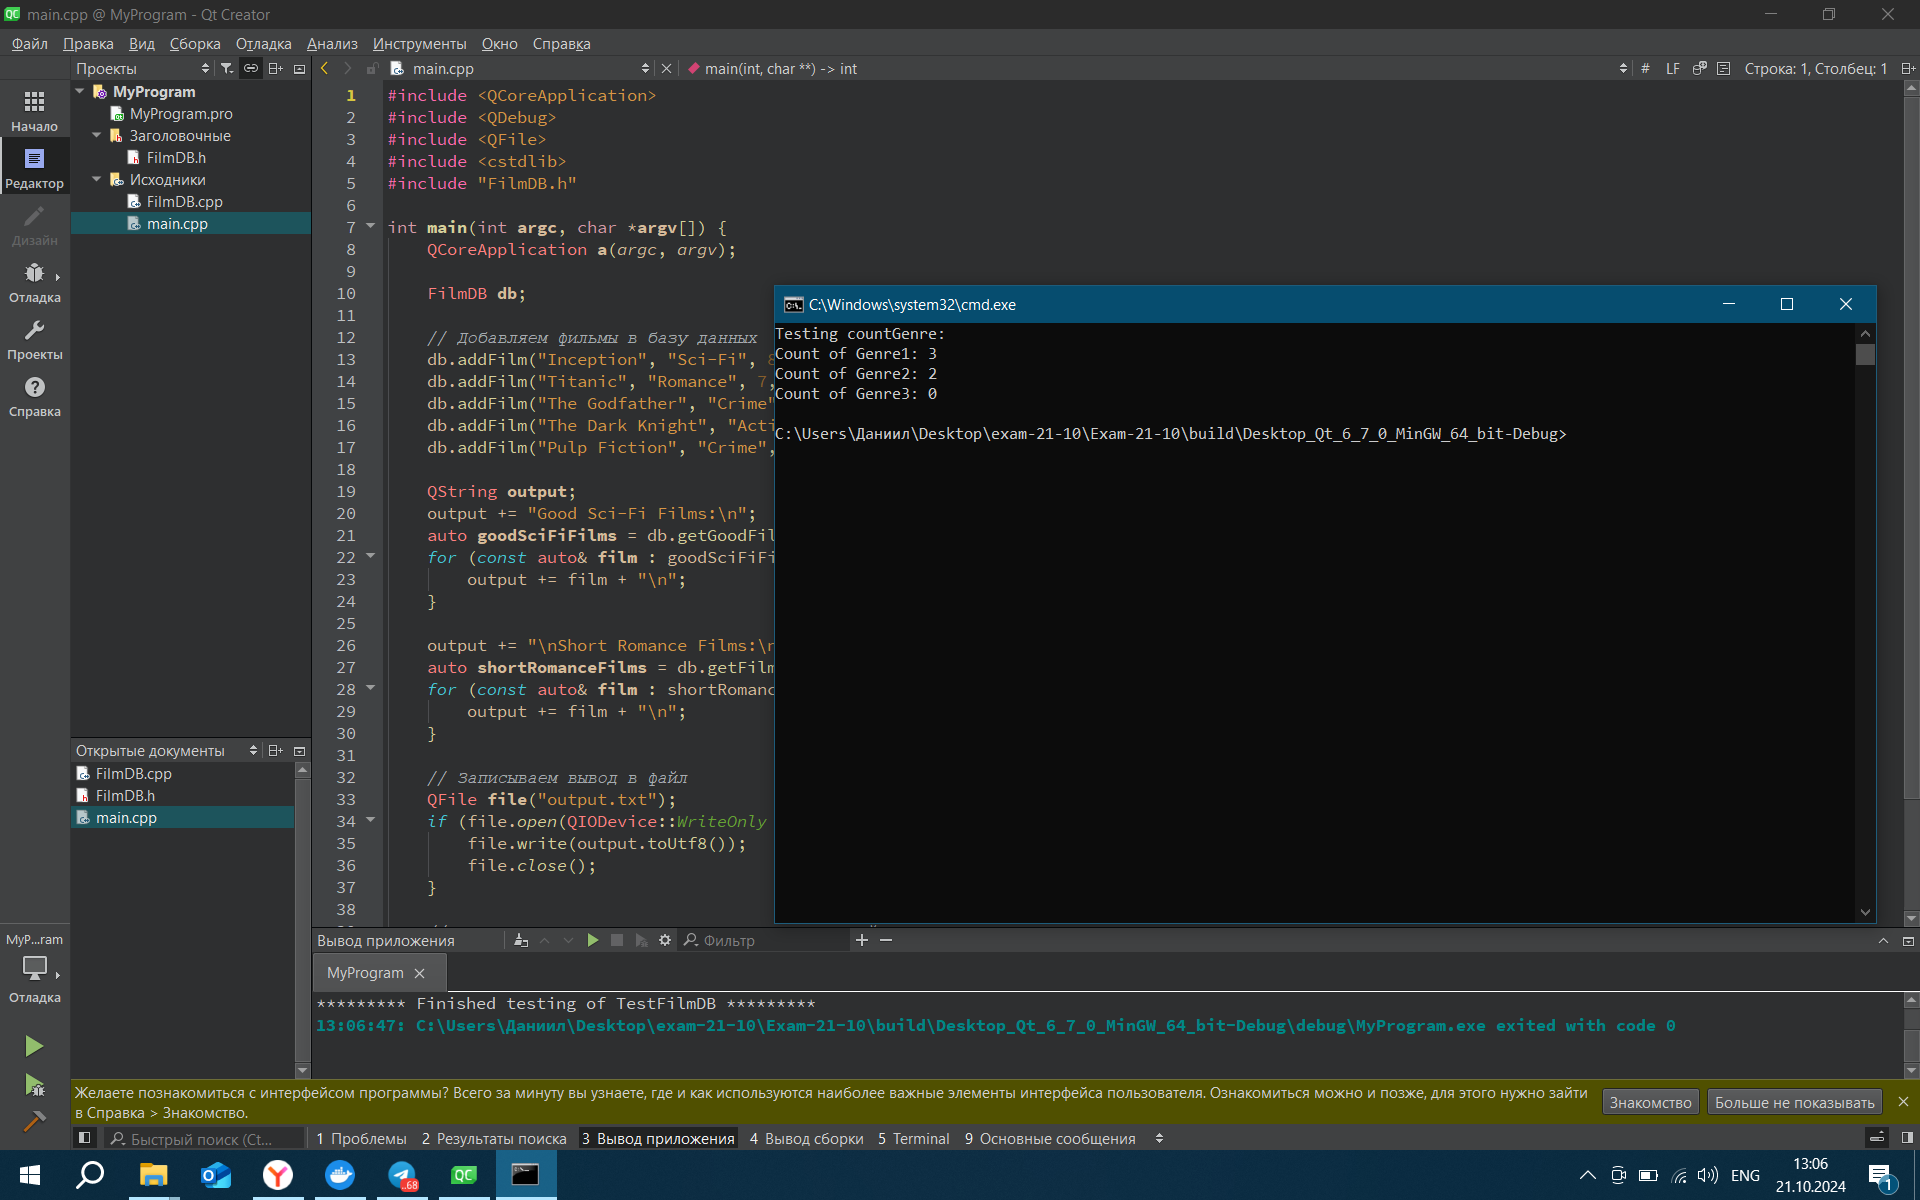 main.cpp @ MyProgram - Qt Creator
Файл Правка Вид Сборка Отладка Анализ Инструменты Окно Справка
Проекты
main.cpp
main(int, char **) -> int
# LF Строка: 1, Столбец: 1
Начало
Редактор
Дизайн
Отладка
Проекты
Справка
MyProgram
MyProgram.pro
Заголовочные
FilmDB.h
Исходники
FilmDB.cpp
main.cpp
1 #include <QCoreApplication>
2 #include <QDebug>
3 #include <QFile>
4 #include <cstdlib>
5 #include "FilmDB.h"
6
7 int main(int argc, char *argv[]) {
8 QCoreApplication a(argc, argv);
9
10 FilmDB db;
11
12 // Добавляем фильмы в базу данных
13 db.addFilm("Inception", "Sci-Fi", 8
14 db.addFilm("Titanic", "Romance", 7,
15 db.addFilm("The Godfather", "Crime"
16 db.addFilm("The Dark Knight", "Acti
17 db.addFilm("Pulp Fiction", "Crime",
18
19 QString output;
20 output += "Good Sci-Fi Films:\n";
21 auto goodSciFiFilms = db.getGoodFil
22 for (const auto& film : goodSciFiFi
23 output += film + "\n";
24 }
25
26 output += "\nShort Romance Films:\n
27 auto shortRomanceFilms = db.getFilm
28 for (const auto& film : shortRomanc
29 output += film + "\n";
30 }
31
32 // Записываем вывод в файл
33 QFile file("output.txt");
34 if (file.open(QIODevice::WriteOnly
35 file.write(output.toUtf8());
36 file.close();
37 }
38
C:\Windows\system32\cmd.exe
Testing countGenre:
Count of Genre1: 3
Count of Genre2: 2
Count of Genre3: 0
C:\Users\Даниил\Desktop\exam-21-10\Exam-21-10\build\Desktop_Qt_6_7_0_MinGW_64_bit-Debug>
Открытые документы
FilmDB.cpp
FilmDB.h
main.cpp
MyP...ram
Отладка
Вывод приложения
Фильтр
MyProgram
********* Finished testing of TestFilmDB *********
13:06:47: C:\Users\Даниил\Desktop\exam-21-10\Exam-21-10\build\Desktop_Qt_6_7_0_MinGW_64_bit-Debug\debug\MyProgram.exe exited with code 0
Желаете познакомиться с интерфейсом программы? Всего за минуту вы узнаете, где и как используются наиболее важные элементы интерфейса пользователя. Ознакомиться можно и позже, для этого нужно зайти
в Справка > Знакомство.
Знакомство
Больше не показывать
Быстрый поиск (Ct...
1 Проблемы 2 Результаты поиска 3 Вывод приложения 4 Вывод сборки 5 Terminal 9 Основные сообщения
QC
..68
ENG
13:06
21.10.2024
1